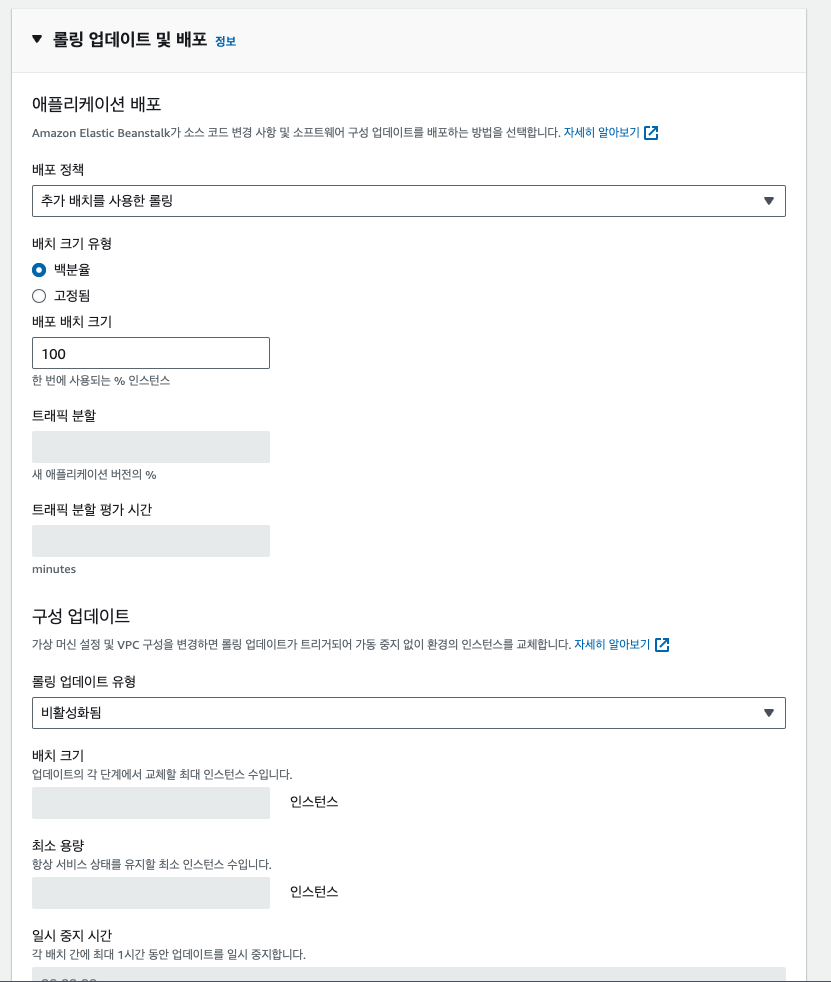 롤링 업데이트 및 배포 정보
애플리케이션 배포
Amazon Elastic Beanstalk가 소스 코드 변경 사항 및 소프트웨어 구성 업데이트를 배포하는 방법을 선택합니다. 자세히 알아보기
배포 정책
추가 배치를 사용한 롤링
배치 크기 유형
백분율
고정됨
배포 배치 크기
100
한 번에 사용되는 % 인스턴스
트래픽 분할
새 애플리케이션 버전의 %
트래픽 분할 평가 시간
minutes
구성 업데이트
가상 머신 설정 및 VPC 구성을 변경하면 롤링 업데이트가 트리거되어 가동 중지 없이 환경의 인스턴스를 교체합니다. 자세히 알아보기
롤링 업데이트 유형
비활성화됨
배치 크기
업데이트의 각 단계에서 교체할 최대 인스턴스 수입니다.
인스턴스
최소 용량
항상 서비스 상태를 유지할 최소 인스턴스 수입니다.
인스턴스
일시 중지 시간
각 배치 간에 최대 1시간 동안 업데이트를 일시 중지합니다.